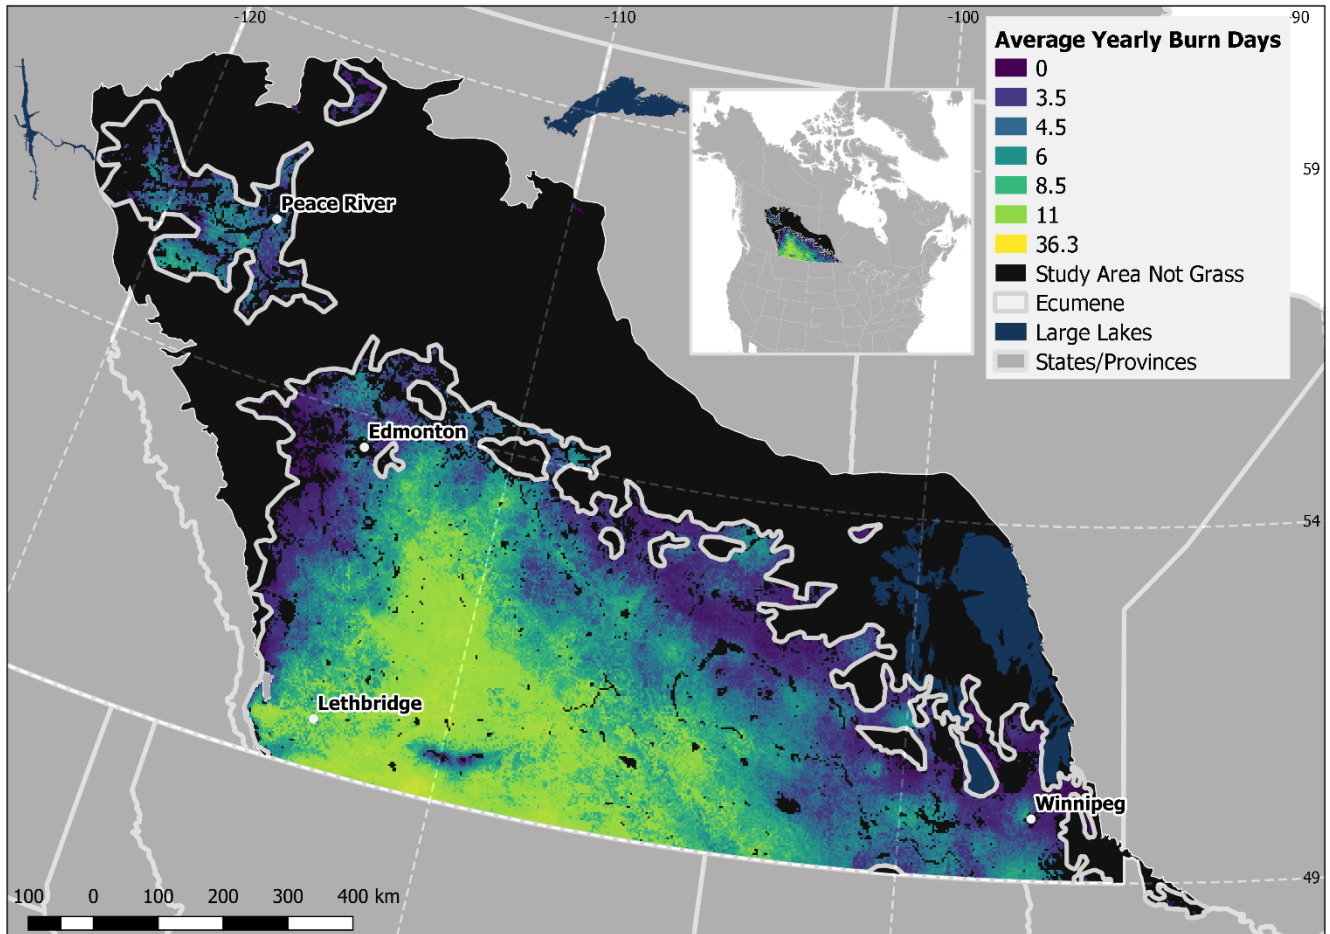 -120
-110
-100
-90
Average Yearly Burn Days
0
3.5
4.5
6
8.5
11
36.3
Study Area Not Grass
Ecumene
Large Lakes
States/Provinces
59
Peace River
Edmonton
54
Lethbridge
Winnipeg
49
100 0 100 200 300 400 km